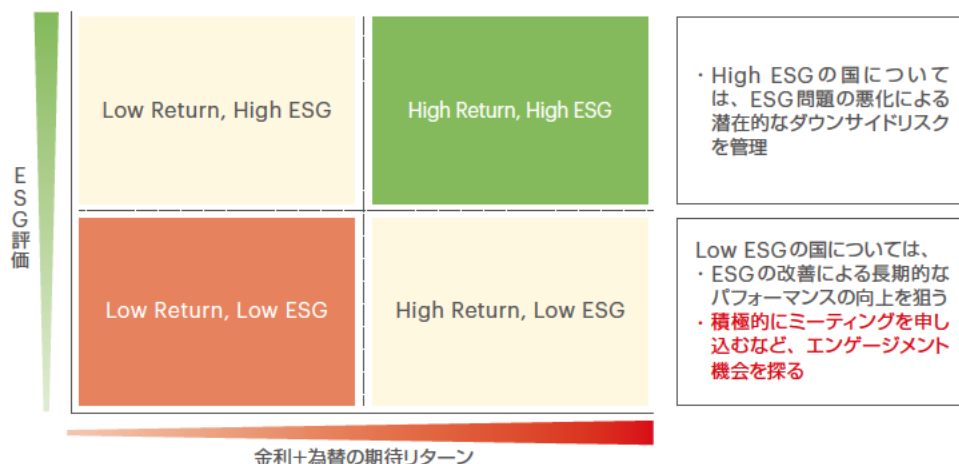 ESG評価
Low Return, High ESG
High Return, High ESG
Low Return, Low ESG
High Return, Low ESG
金利＋為替の期待リターン
・High ESGの国について
は、ESG問題の悪化による
潜在的なダウンサイドリスク
を管理
Low ESGの国については、
・ESGの改善による長期的な
パフォーマンスの向上を狙う
・積極的にミーティングを申し
込むなど、エンゲージメント
機会を探る